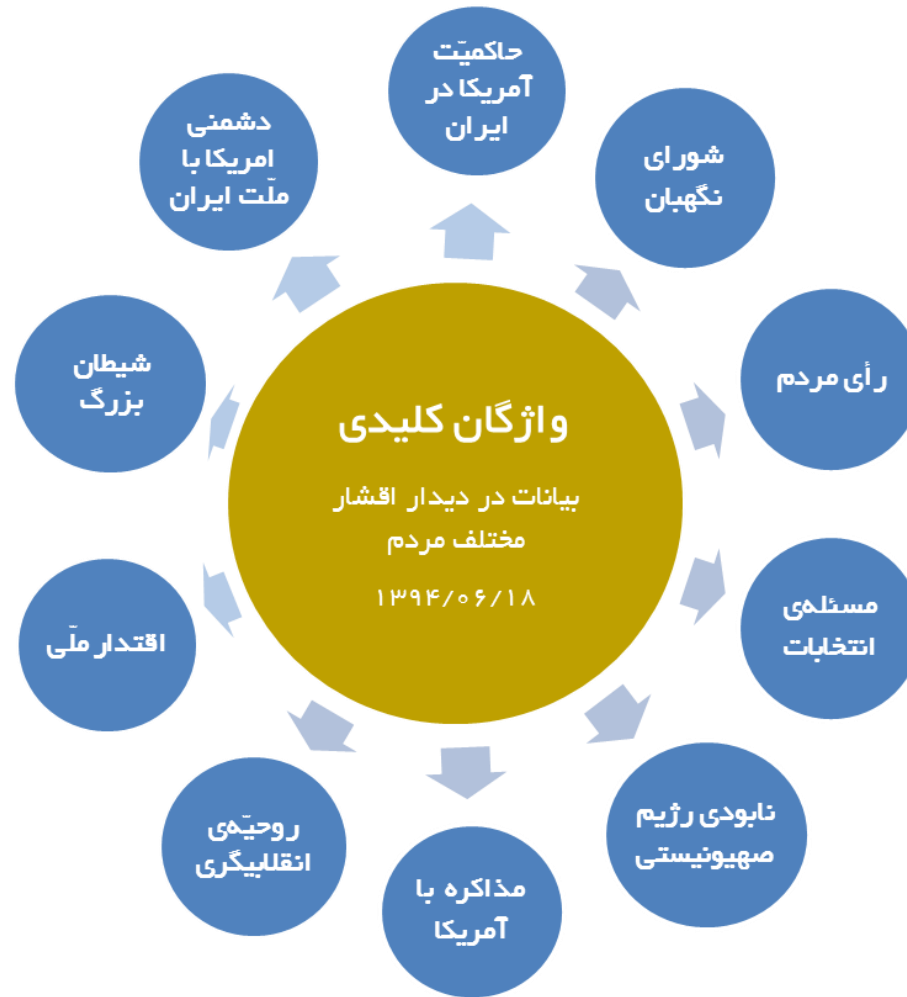 حاکمیّت
آمریکا در
ایران
شورای
نگهبان
رأی مردم
مسئله‌ی
انتخابات
نابودی رژیم
صهیونیستی
مذاکره با
آمریکا
روحیّه‌ی
انقلابیگری
اقتدار ملّی
شیطان
بزرگ
دشمنی
امریکا با
ملّت ایران
واژگان کلیدی
بیانات در دیدار اقشار
مختلف مردم
۱۳۹۴/۰۶/۱۸